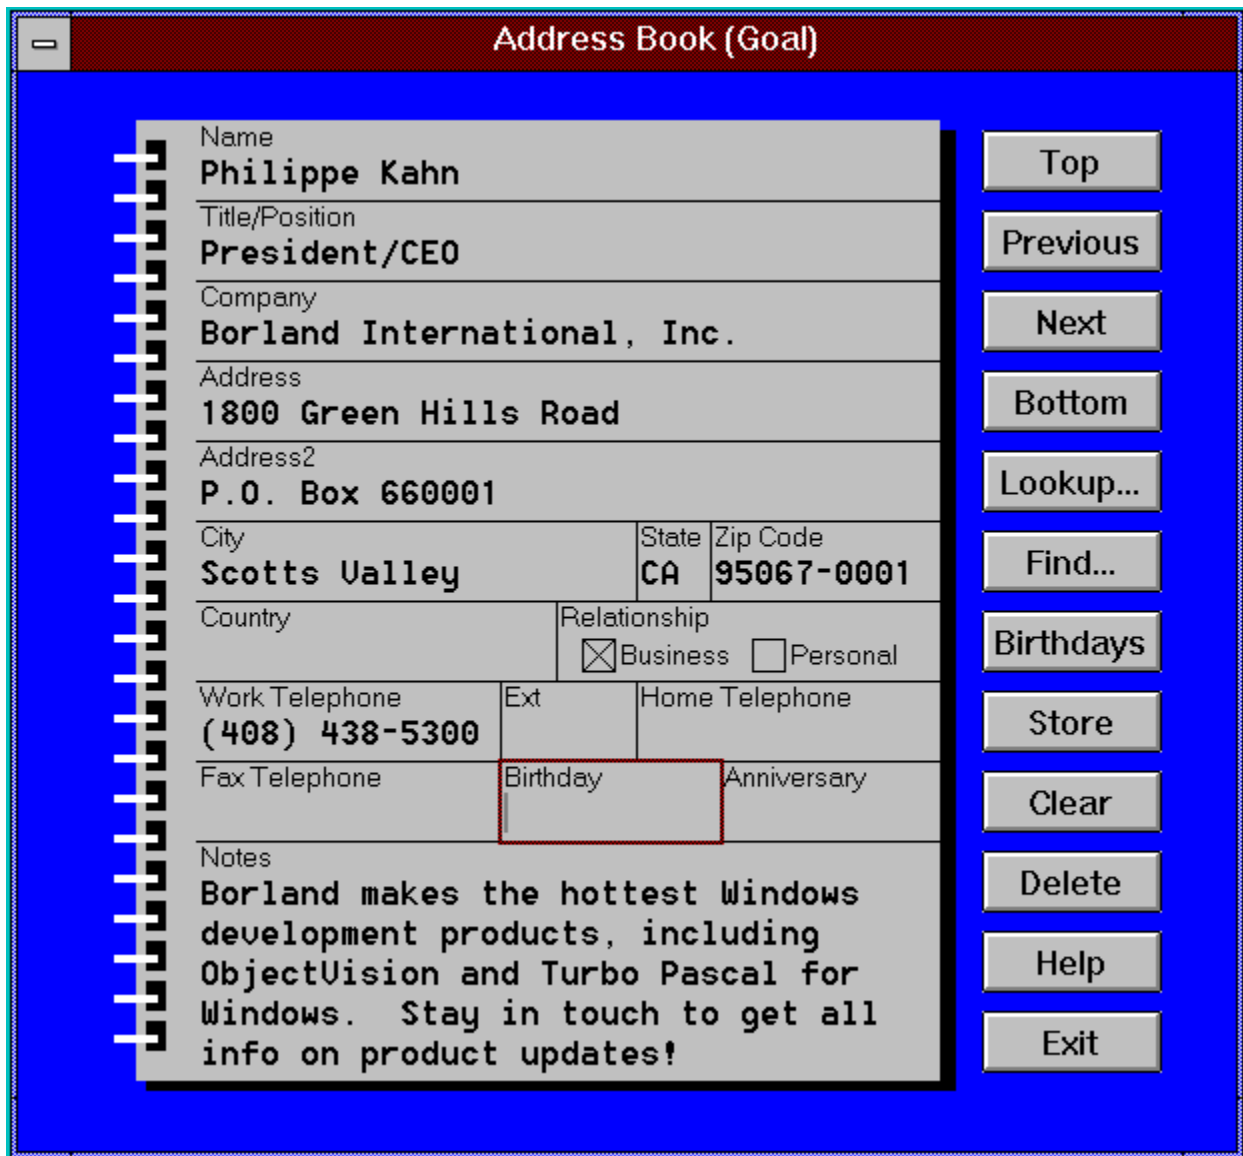 Address Book (Goal)
Name
Philippe Kahn
Title/Position
President/CEO
Company
Borland International, Inc.
Address
1800 Green Hills Road
Address2
P.O. Box 660001
City State Zip Code
Scotts Valley CA 95067-0001
Country Relationship
Business Personal
Work Telephone Ext Home Telephone
(408) 438-5300
Fax Telephone Birthday Anniversary
Notes
Borland makes the hottest Windows
development products, including
ObjectVision and Turbo Pascal for
Windows.  Stay in touch to get all
info on product updates!
Top
Previous
Next
Bottom
Lookup...
Find...
Birthdays
Store
Clear
Delete
Help
Exit